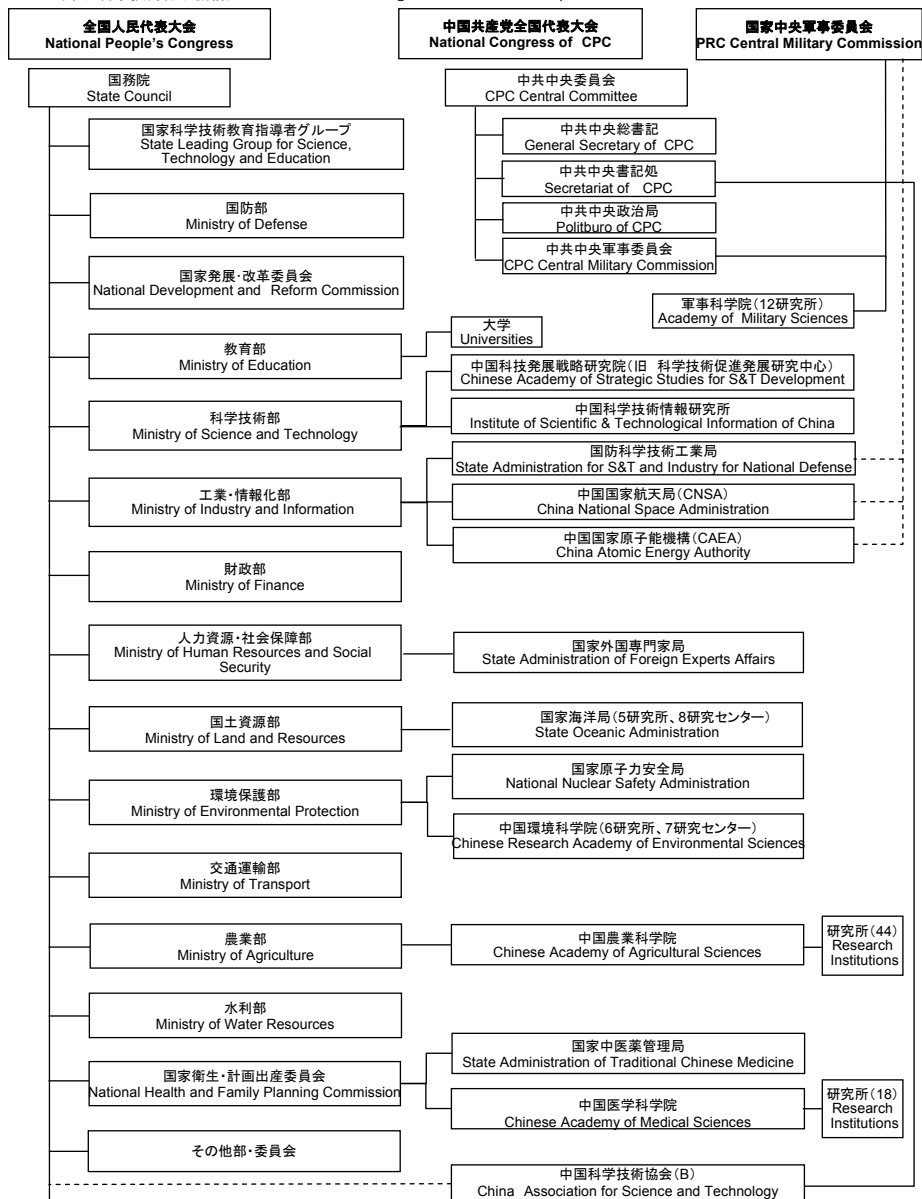 全国人民代表大会
National People's Congress
中国共産党全国代表大会
National Congress of CPC
国家中央軍事委員会
PRC Central Military Commission
国務院
State Council
中共中央委員会
CPC Central Committee
国家科学技術教育指導者グループ
State Leading Group for Science,
Technology and Education
中共中央総書記
General Secretary of CPC
中共中央書記処
Secretariat of CPC
国防部
Ministry of Defense
中共中央政治局
Politburo of CPC
中共中央軍事委員会
CPC Central Military Commission
国家発展・改革委員会
National Development and Reform Commission
軍事科学院(12研究所)
Academy of Military Sciences
教育部
Ministry of Education
大学
Universities
科学技術部
Ministry of Science and Technology
中国科技発展戦略研究院(旧 科学技術促進発展研究中心)
Chinese Academy of Strategic Studies for S&T Development
中国科学技術情報研究所
Institute of Scientific & Technological Information of China
工業・情報化部
Ministry of Industry and Information
国防科学技術工業局
State Administration for S&T and Industry for National Defense
中国国家航天局(CNSA)
China National Space Administration
中国国家原子能機構(CAEA)
China Atomic Energy Authority
財政部
Ministry of Finance
人力資源・社会保障部
Ministry of Human Resources and Social
Security
国家外国専門家局
State Administration of Foreign Experts Affairs
国土資源部
Ministry of Land and Resources
国家海洋局(5研究所、8研究センター)
State Oceanic Administration
環境保護部
Ministry of Environmental Protection
国家原子力安全局
National Nuclear Safety Administration
中国環境科学院(6研究所、7研究センター)
Chinese Research Academy of Environmental Sciences
交通運輸部
Ministry of Transport
農業部
Ministry of Agriculture
中国農業科学院
Chinese Academy of Agricultural Sciences
研究所(44)
Research
Institutions
水利部
Ministry of Water Resources
国家衛生・計画出産委員会
National Health and Family Planning Commission
国家中医薬管理局
State Administration of Traditional Chinese Medicine
中国医学科学院
Chinese Academy of Medical Sciences
研究所(18)
Research
Institutions
その他部・委員会
中国科学技術協会(B)
China Association for Science and Technology